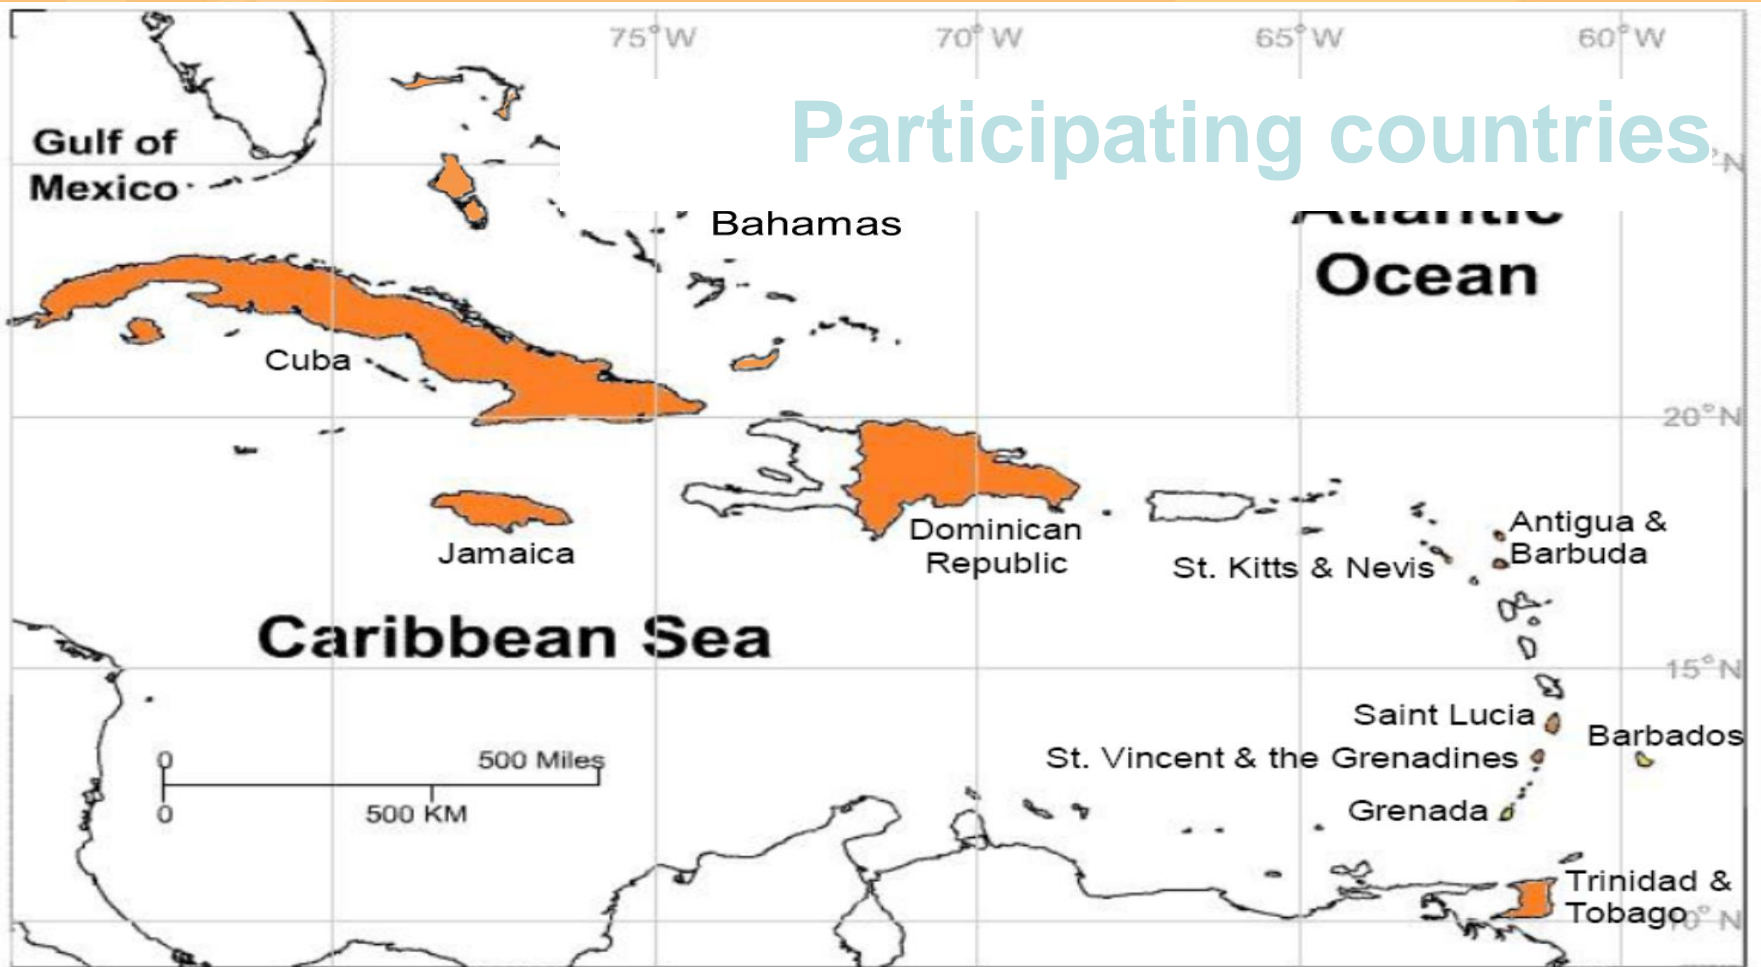 75°W
70°W
65°W
60°W
Participating countries
Gulf of
Mexico
°N
Bahamas
Atlantic
Ocean
Cuba
20°N
Jamaica
Dominican
Republic
Antigua &
Barbuda
St. Kitts & Nevis
Caribbean Sea
15°N
Saint Lucia
Barbados
St. Vincent & the Grenadines
0
500 Miles
0
500 KM
Grenada
Trinidad &
Tobago
0°N